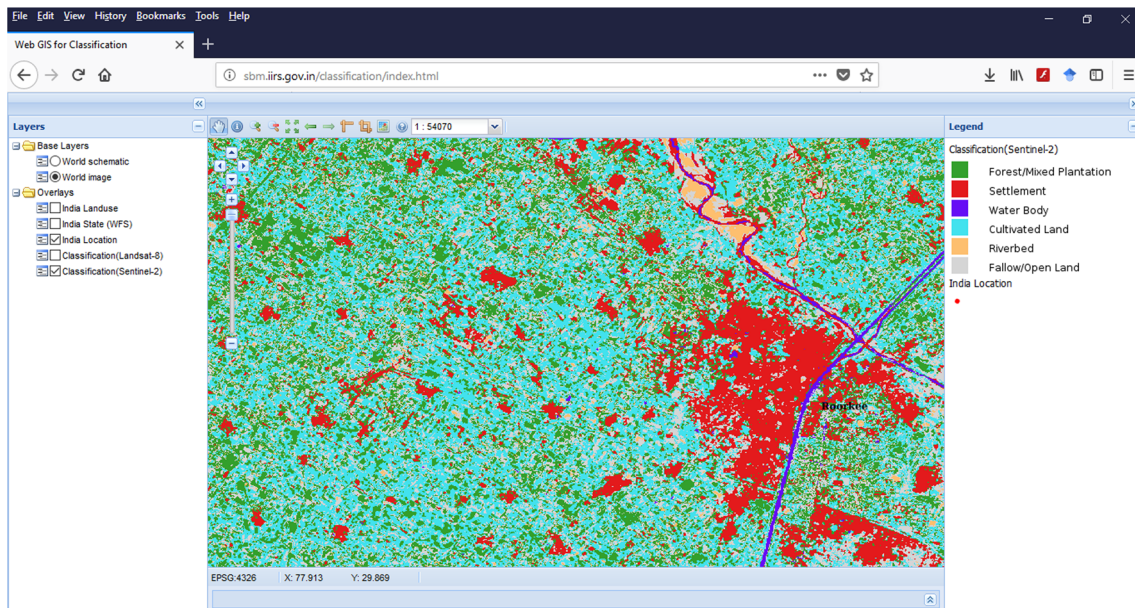 File Edit View History Bookmarks Tools Help
Web GIS for Classification
sbm.iirs.gov.in/classification/index.html
Layers
1 : 54070
Legend
Base Layers
World schematic
World image
Overlays
India Landuse
India State (WFS)
India Location
Classification(Landsat-8)
Classification(Sentinel-2)
Roorkee
Classification(Sentinel-2)
Forest/Mixed Plantation
Settlement
Water Body
Cultivated Land
Riverbed
Fallow/Open Land
India Location
EPSG:4326 X: 77.913 Y: 29.869